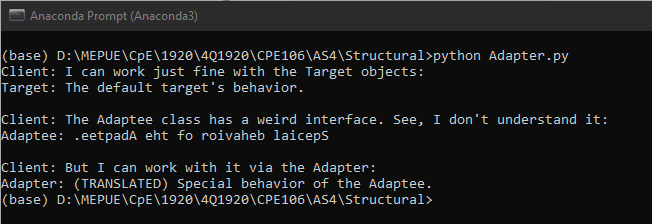 Anaconda Prompt (Anaconda3)
(base) D:\MEPUE\CpE\1920\4Q1920\CPE106\AS4\Structural>python Adapter.py
Client: I can work just fine with the Target objects:
Target: The default target's behavior.
Client: The Adaptee class has a weird interface. See, I don't understand it:
Adaptee: .eetpadA eht fo roivaheb laicepS
Client: But I can work with it via the Adapter:
Adapter: (TRANSLATED) Special behavior of the Adaptee.
(base) D:\MEPUE\CpE\1920\4Q1920\CPE106\AS4\Structural>